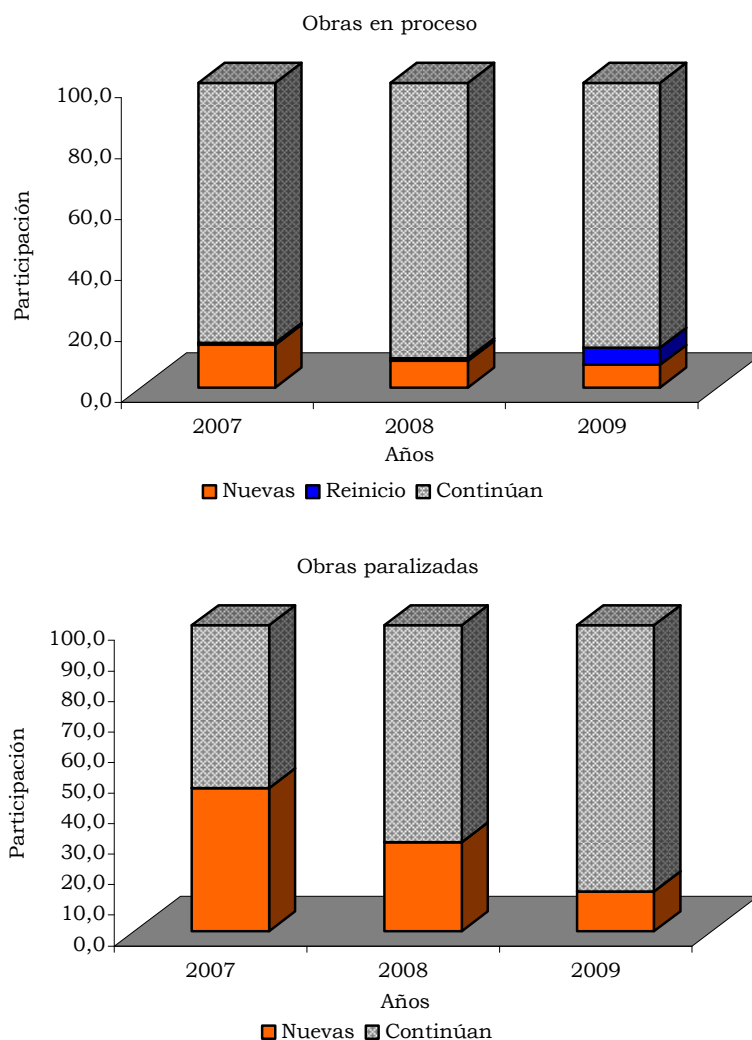 Obras en proceso
Participación
100,0
80,0
60,0
40,0
20,0
0,0
2007 2008 2009
Años
Nuevas Reinicio Continúan
Obras paralizadas
Participación
100,0
90,0
80,0
70,0
60,0
50,0
40,0
30,0
20,0
10,0
0,0
2007 2008 2009
Años
Nuevas Continúan